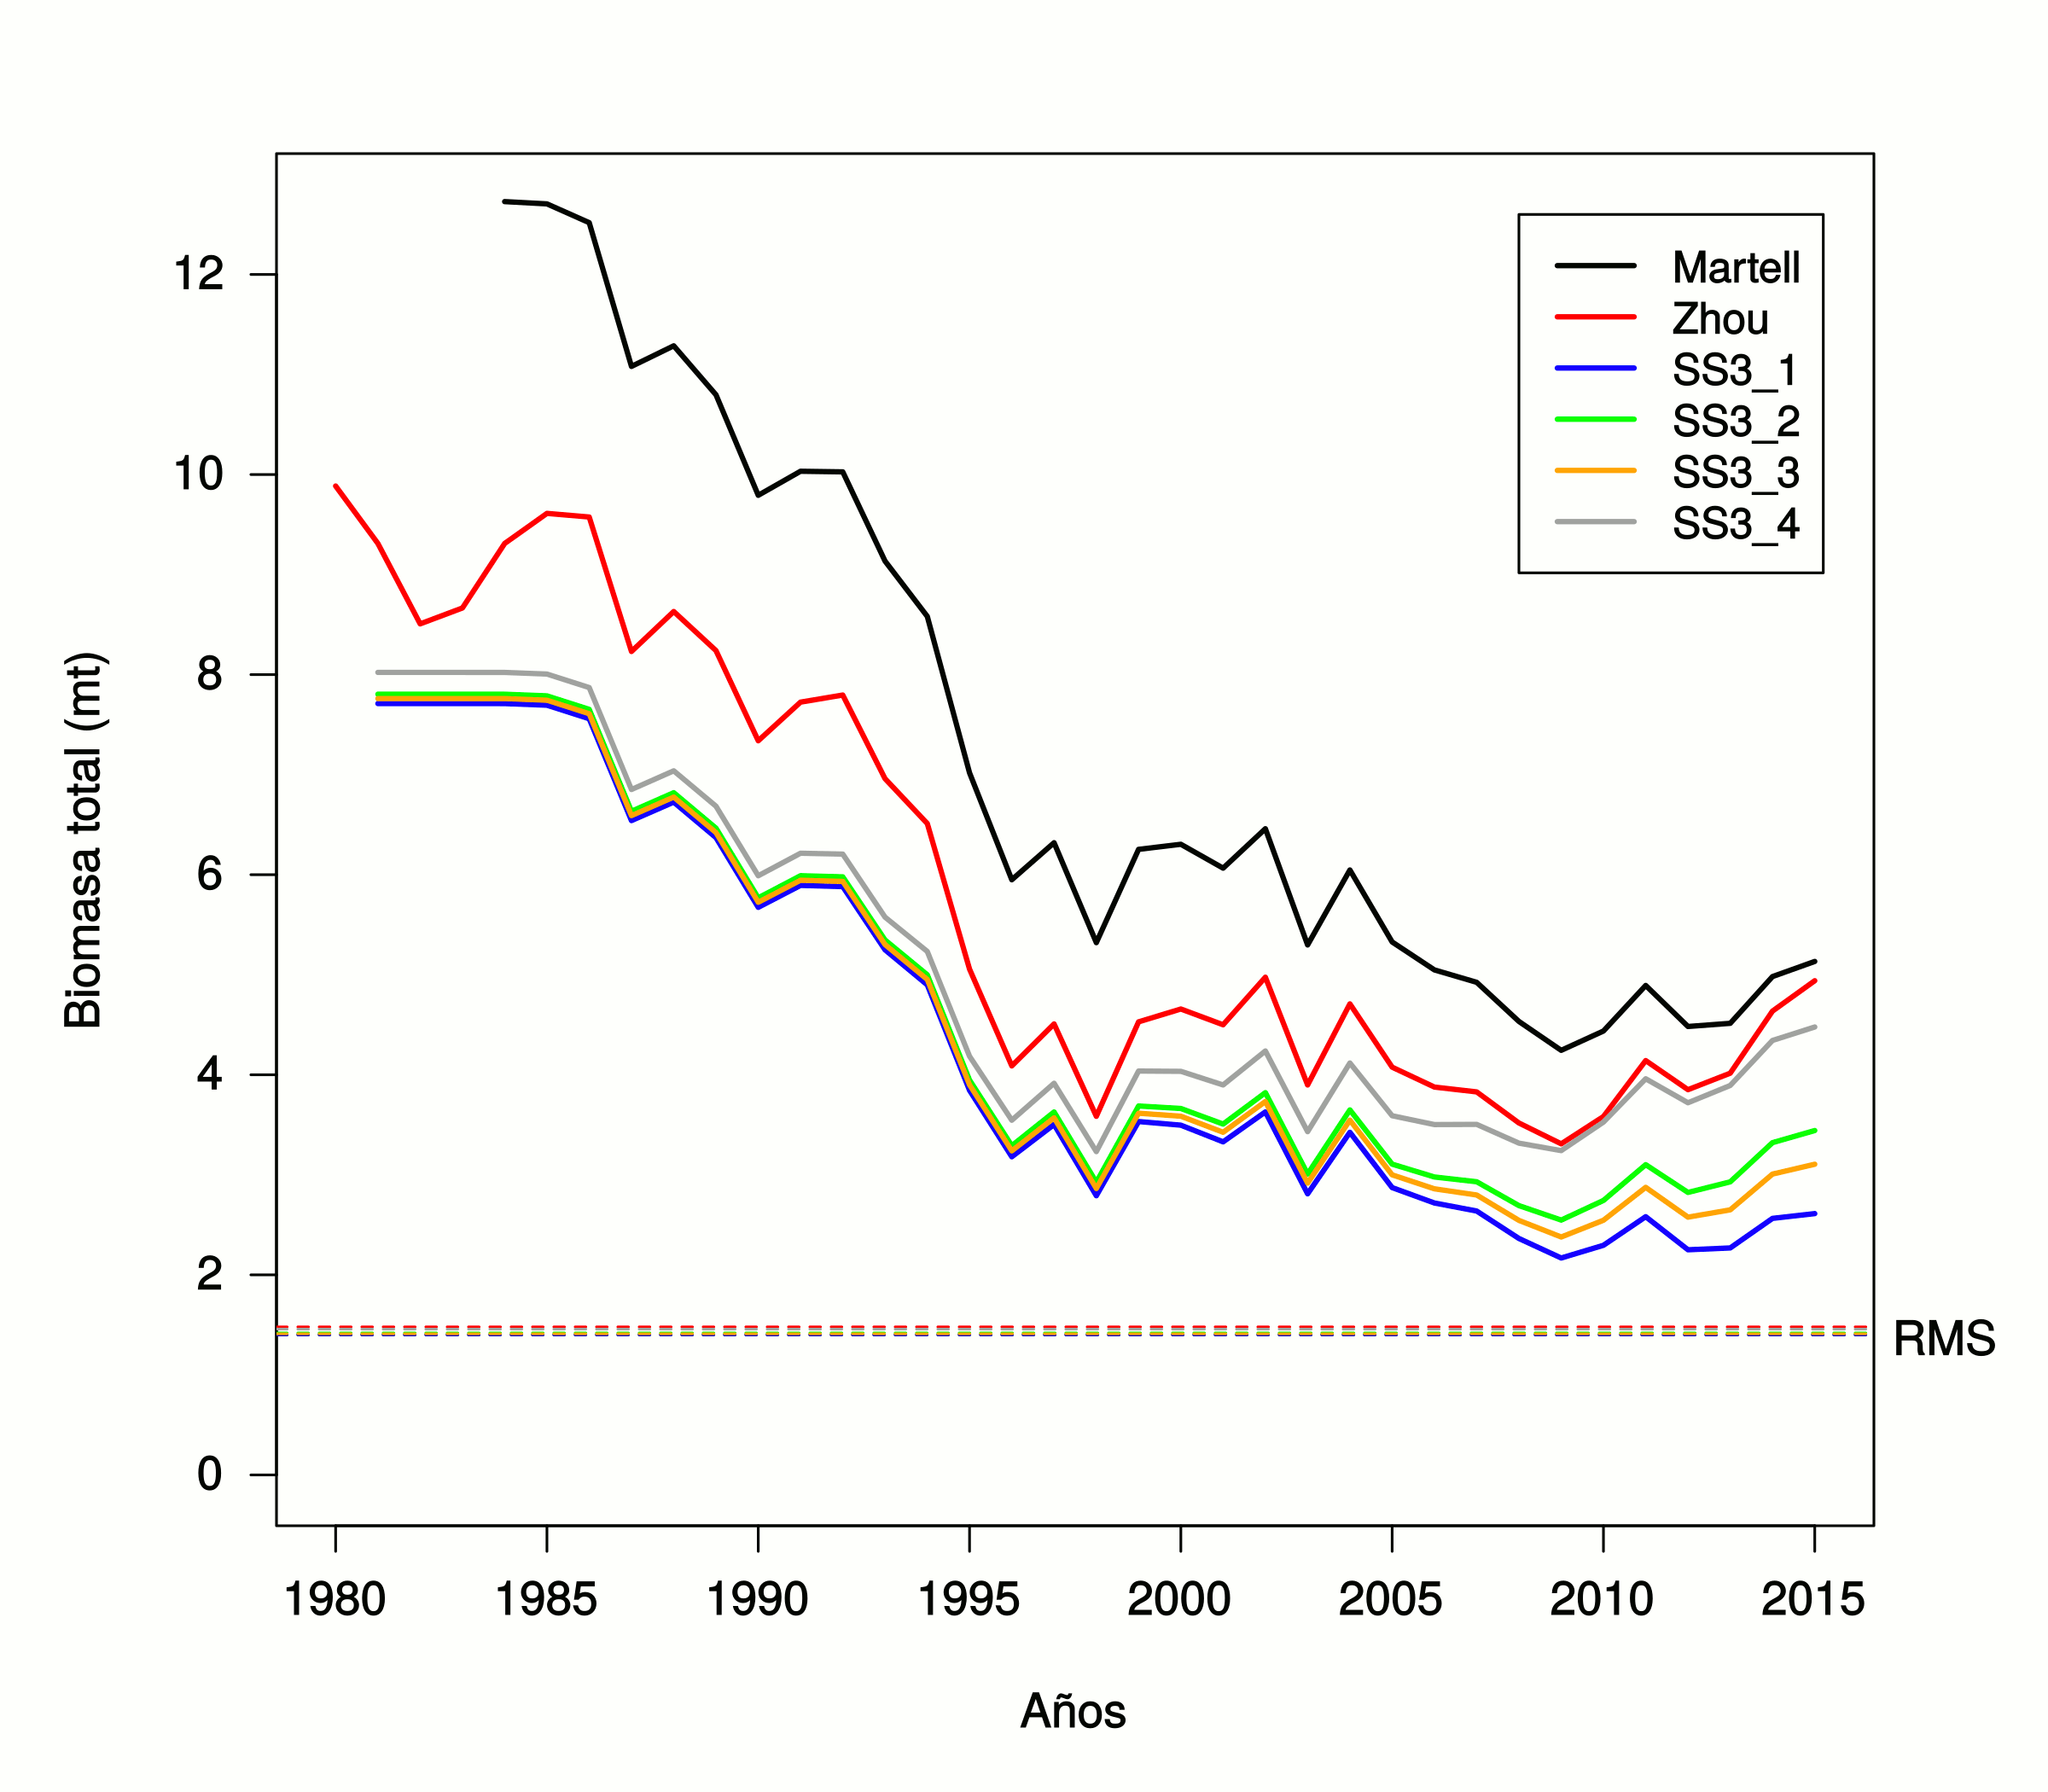 Biomasa total (mt)
12
10
8
6
4
2
0
Martell
Zhou
SS3_1
SS3_2
SS3_3
SS3_4
RMS
1980 1985 1990 1995 2000 2005 2010 2015
Años